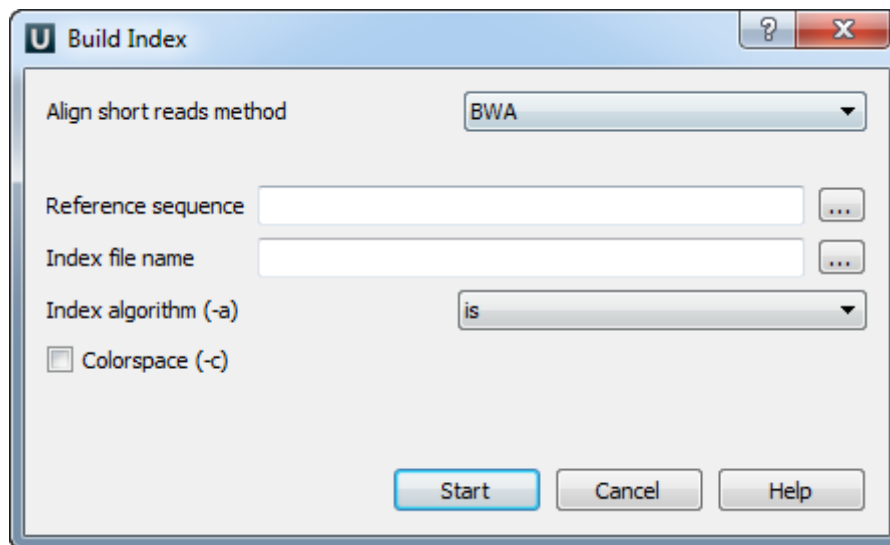 U Build Index ? X
Align short reads method BWA
Reference sequence ...
Index file name ...
Index algorithm (-a) is
Colorspace (-c)
Start Cancel Help